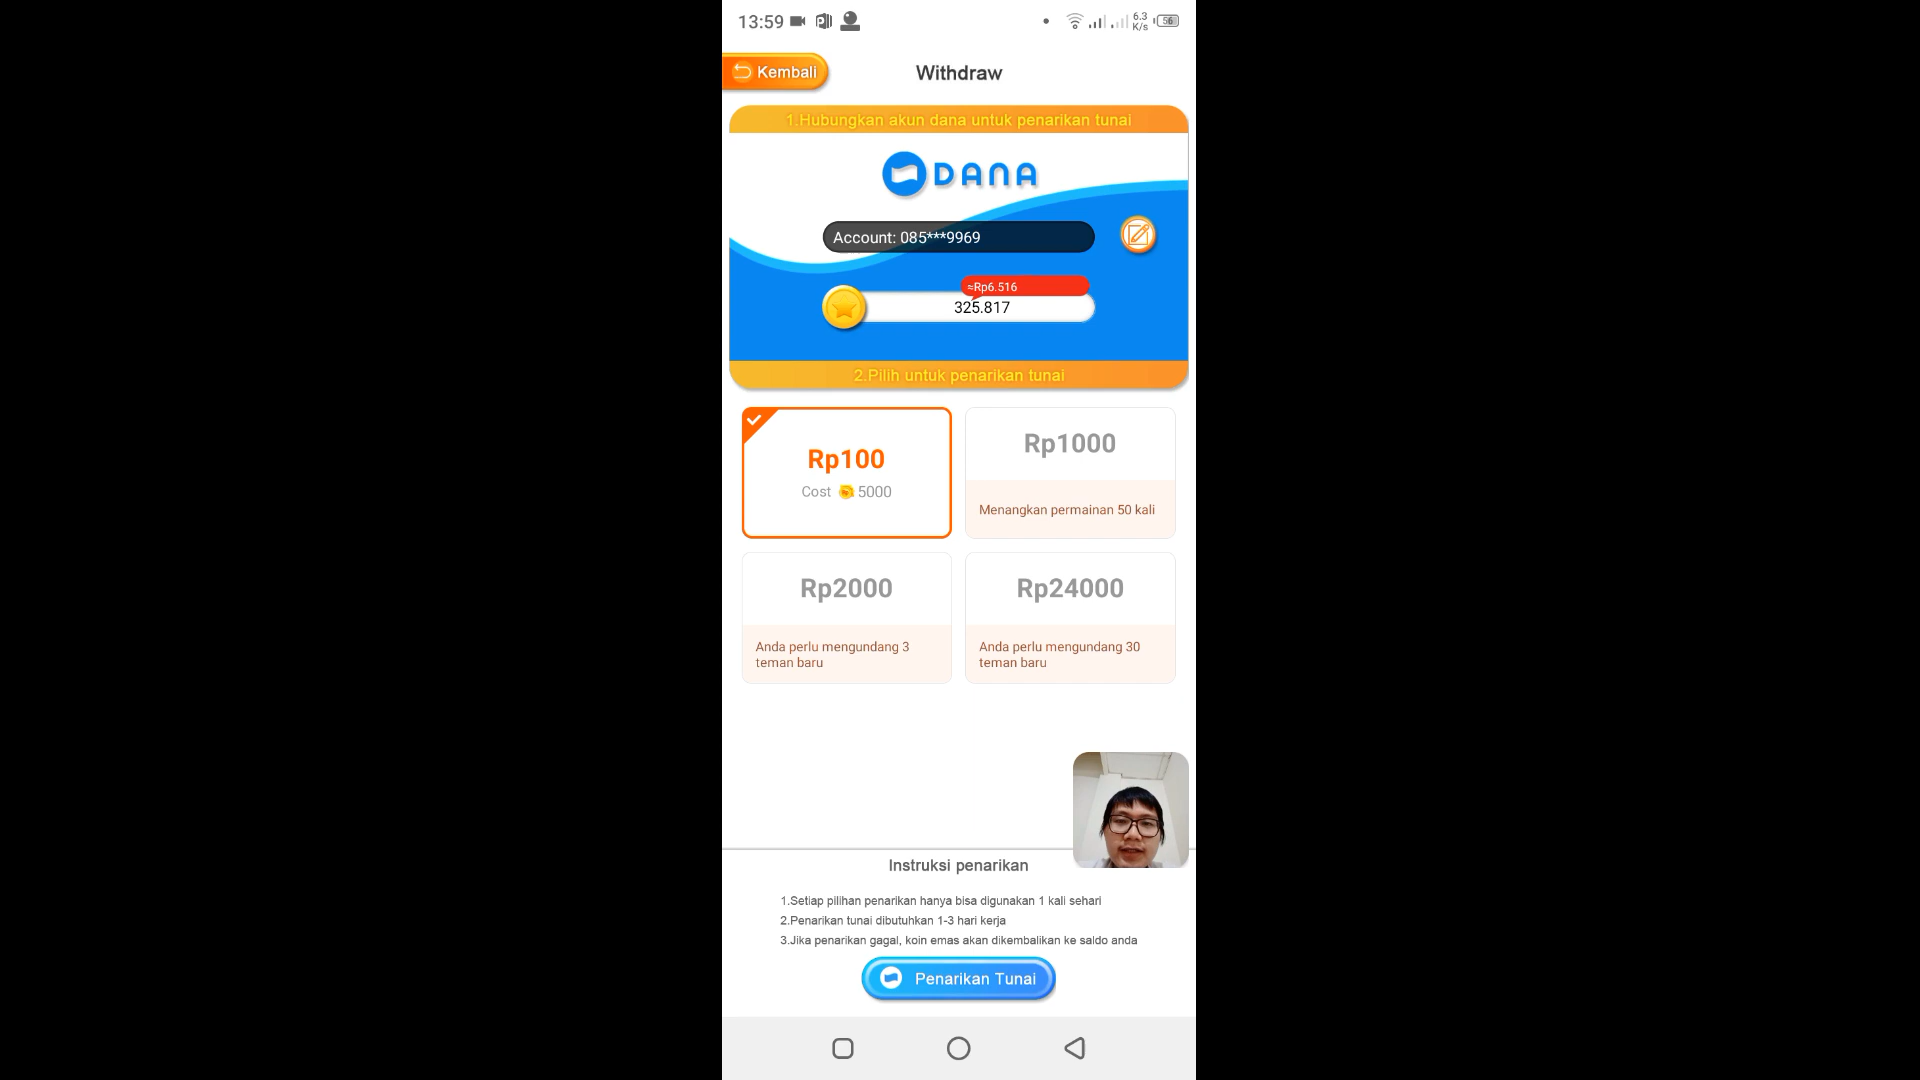 13:59
6.3
K/s
56
Kembali
Withdraw
1.Hubungkan akun dana untuk penarikan tunai
DANA
Account: 085***9969
≈Rp6.516
325.817
2.Pilih untuk penarikan tunai
Rp100
Cost 5000
Rp1000
Menangkan permainan 50 kali
Rp2000
Anda perlu mengundang 3
teman baru
Rp24000
Anda perlu mengundang 30
teman baru
Instruksi penarikan
1.Setiap pilihan penarikan hanya bisa digunakan 1 kali sehari
2.Penarikan tunai dibutuhkan 1-3 hari kerja
3.Jika penarikan gagal, koin emas akan dikembalikan ke saldo anda
Penarikan Tunai